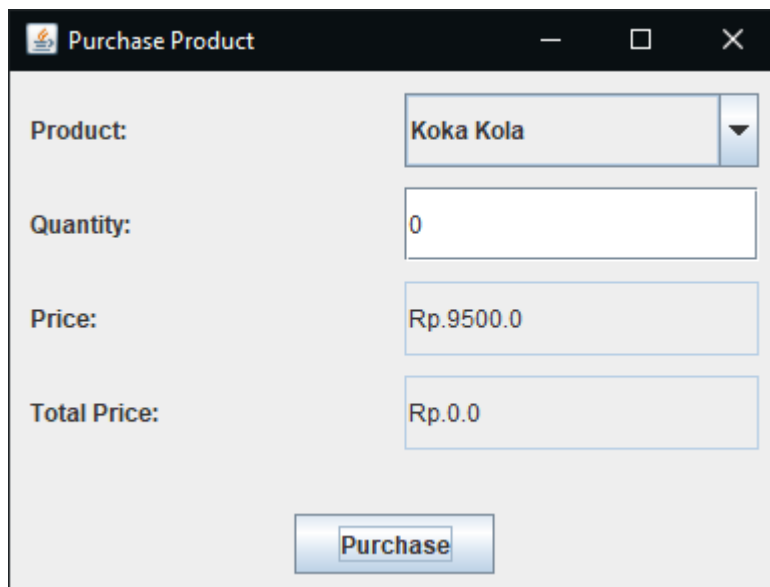 Purchase Product
Product: Koka Kola
Quantity: 0
Price: Rp.9500.0
Total Price: Rp.0.0
Purchase